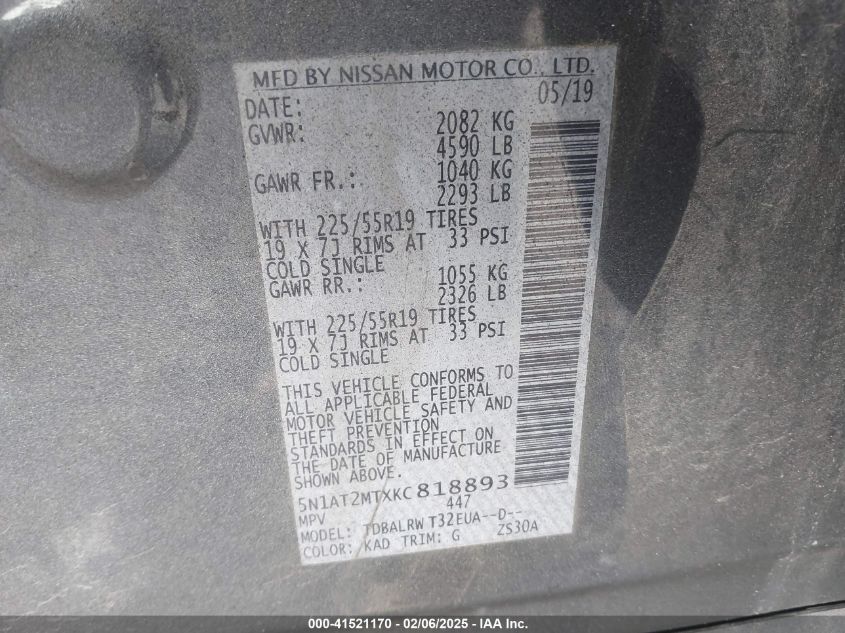 MFD BY NISSAN MOTOR CO., LTD.
DATE: 05/19
GVWR: 2082 KG
4590 LB
GAWR FR.: 1040 KG
2293 LB
WITH 225/55R19 TIRES
19 X 7J RIMS AT 33 PSI
COLD SINGLE
GAWR RR.: 1055 KG
2326 LB
WITH 225/55R19 TIRES
19 X 7J RIMS AT 33 PSI
COLD SINGLE
THIS VEHICLE CONFORMS TO
ALL APPLICABLE FEDERAL
MOTOR VEHICLE SAFETY AND
THEFT PREVENTION
STANDARDS IN EFFECT ON
THE DATE OF MANUFACTURE
SHOWN ABOVE.
5N1AT2MTXKC818893
MPV 447
MODEL: TDBALRW T32EUA--D--
COLOR: KAD TRIM: G ZS30A
000-41521170 - 02/06/2025 - IAA Inc.